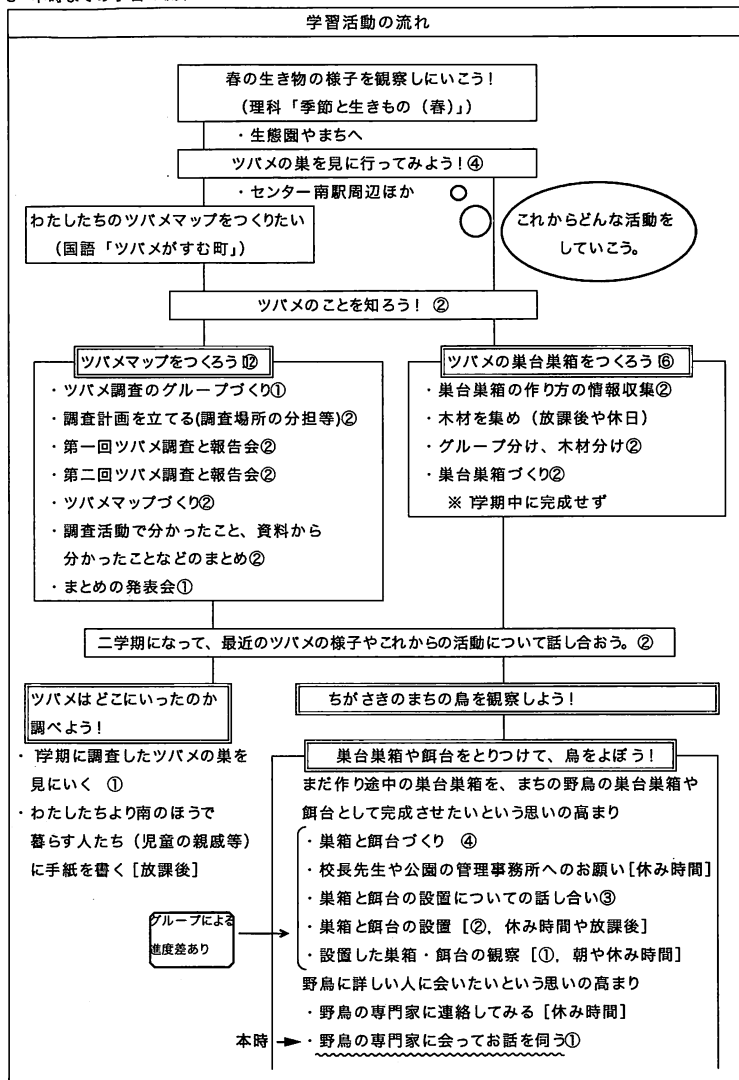 学習活動の流れ
春の生き物の様子を観察しにいこう！
（理科「季節と生きもの（春）」）
・生態園やまちへ
ツバメの巣を見に行ってみよう！④
・センター南駅周辺ほか
これからどんな活動を
していこう。
わたしたちのツバメマップをつくりたい
（国語「ツバメがすむ町」）
ツバメのことを知ろう！ ②
ツバメマップをつくろう⑫
・ツバメ調査のグループづくり①
・調査計画を立てる(調査場所の分担等)②
・第一回ツバメ調査と報告会②
・第二回ツバメ調査と報告会②
・ツバメマップづくり②
・調査活動で分かったこと、資料から
分かったことなどのまとめ②
・まとめの発表会①
ツバメの巣台巣箱をつくろう⑥
・巣台巣箱の作り方の情報収集②
・木材を集め（放課後や休日）
・グループ分け、木材分け②
・巣台巣箱づくり②
※1学期中に完成せず
二学期になって、最近のツバメの様子やこれからの活動について話し合おう。②
ツバメはどこにいったのか
調べよう！
・1学期に調査したツバメの巣を
見にいく ①
・わたしたちより南のほうで
暮らす人たち（児童の親戚等）
に手紙を書く［放課後］
ちがさきのまちの鳥を観察しよう！
巣台巣箱や餌台をとりつけて、鳥をよぼう！
まだ作り途中の巣台巣箱を、まちの野鳥の巣台巣箱や
餌台として完成させたいという思いの高まり
・巣箱と餌台づくり ④
・校長先生や公園の管理事務所へのお願い［休み時間］
・巣箱と餌台の設置についての話し合い③
・巣箱と餌台の設置［②，休み時間や放課後］
・設置した巣箱・餌台の観察［①，朝や休み時間］
グループによる
進度差あり
野鳥に詳しい人に会いたいという思いの高まり
・野鳥の専門家に連絡してみる［休み時間］
本時 ・野鳥の専門家に会ってお話を伺う①